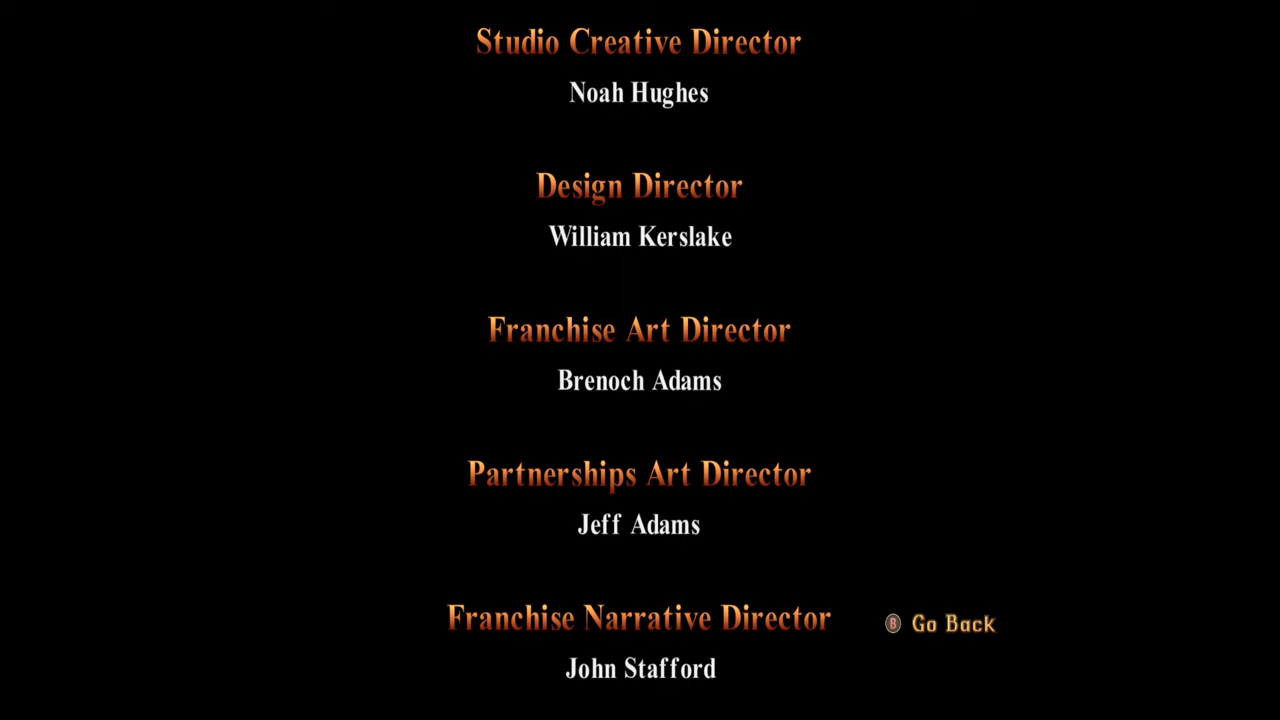 Studio Creative Director
Noah Hughes
Design Director
William Kerslake
Franchise Art Director
Brenoch Adams
Partnerships Art Director
Jeff Adams
Franchise Narrative Director
B Go Back
John Stafford